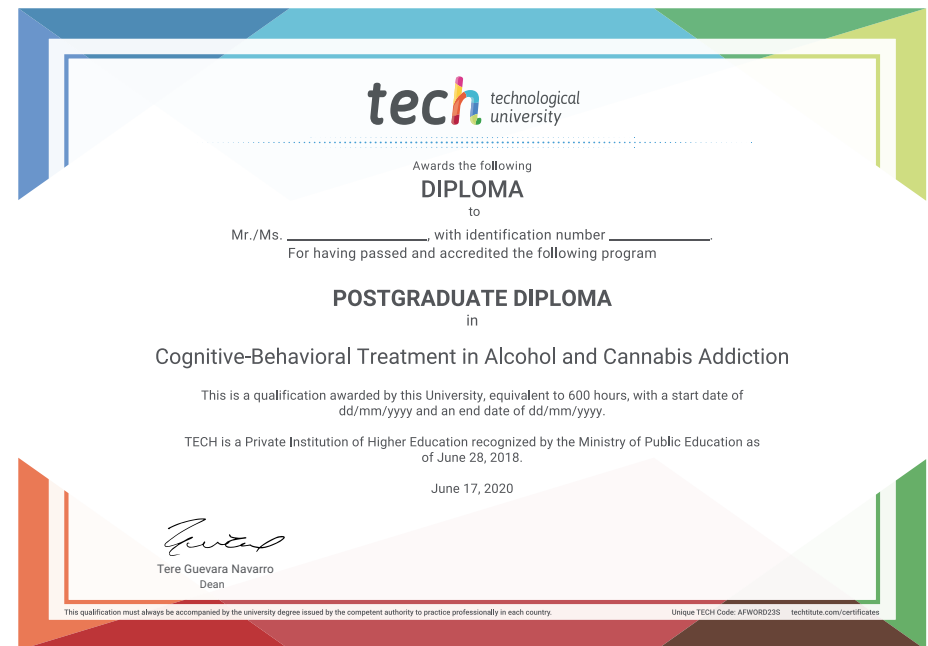 tech technological
university
Awards the following
DIPLOMA
to
Mr./Ms. ____________, with identification number _________.
For having passed and accredited the following program
POSTGRADUATE DIPLOMA
in
Cognitive-Behavioral Treatment in Alcohol and Cannabis Addiction
This is a qualification awarded by this University, equivalent to 600 hours, with a start date of
dd/mm/yyyy and an end date of dd/mm/yyyy.
TECH is a Private Institution of Higher Education recognized by the Ministry of Public Education as
of June 28, 2018.
June 17, 2020
Tere Guevara Navarro
Dean
This qualification must always be accompanied by the university degree issued by the competent authority to practice professionally in each country.
Unique TECH Code: AFWORD23S techtitute.com/certificates